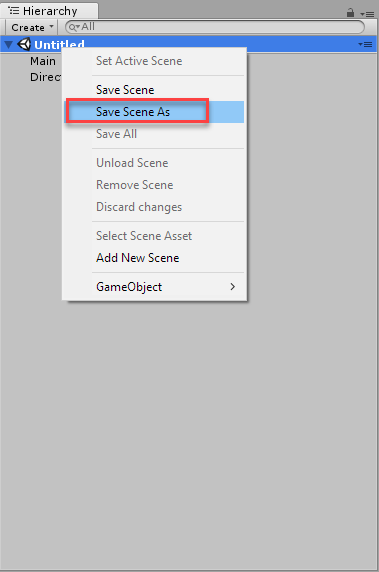 Hierarchy
Create All
Untitled
Main
Direct
Set Active Scene
Save Scene
Save Scene As
Save All
Unload Scene
Remove Scene
Discard changes
Select Scene Asset
Add New Scene
GameObject